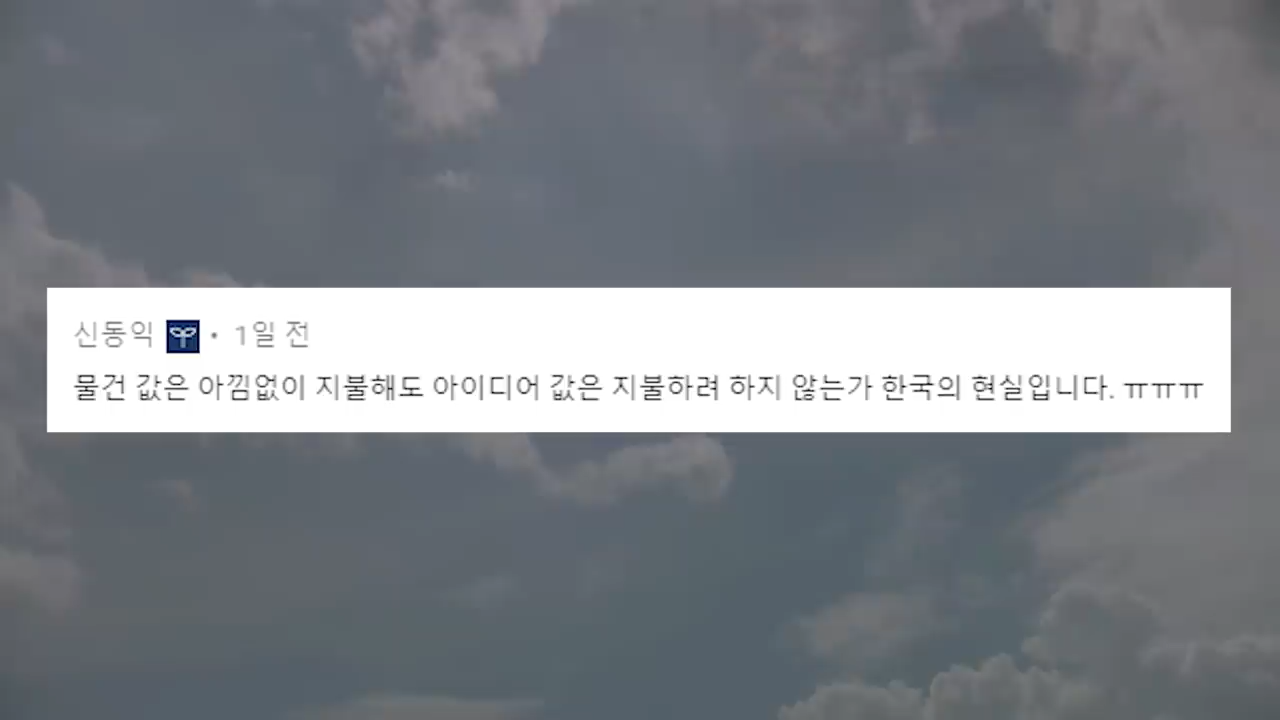 신동익 • 1일 전
물건 값은 아낌없이 지불해도 아이디어 값은 지불하려 하지 않는가 한국의 현실입니다. ㅠㅠㅠ